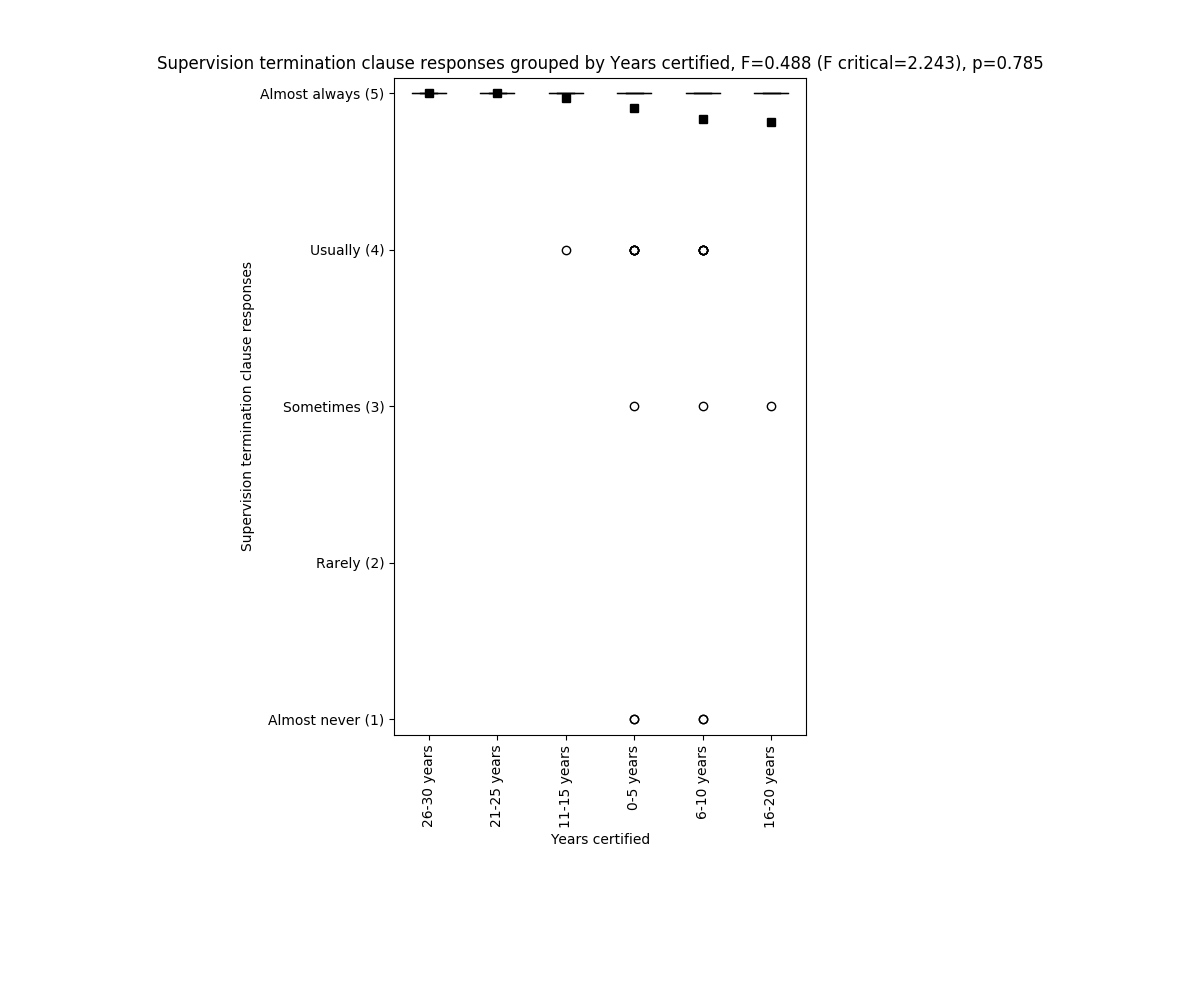 Supervision termination clause responses grouped by Years certified, F=0.488 (F critical=2.243), p=0.785
Almost always (5)
Usually (4)
Sometimes (3)
Rarely (2)
Almost never (1)
Supervision termination clause responses
26-30 years
21-25 years
11-15 years
0-5 years
6-10 years
16-20 years
Years certified